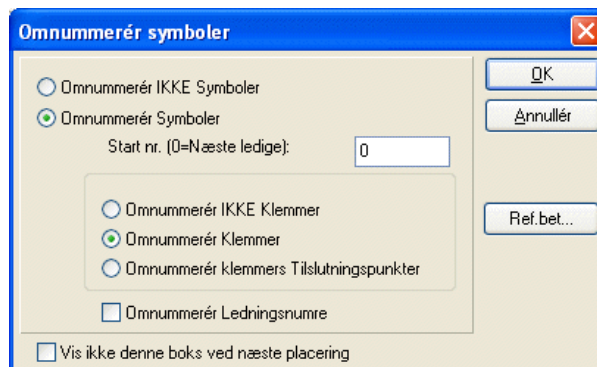 Omnummerér symboler
Omnummerér IKKE Symboler
Omnummerér Symboler
Start nr. (0=Næste ledige):
0
Omnummerér IKKE Klemmer
Omnummerér Klemmer
Omnummerér klemmers Tilslutningspunkter
Omnummerér Ledningsnumre
Vis ikke denne boks ved næste placering
OK
Annullér
Ref.bet...